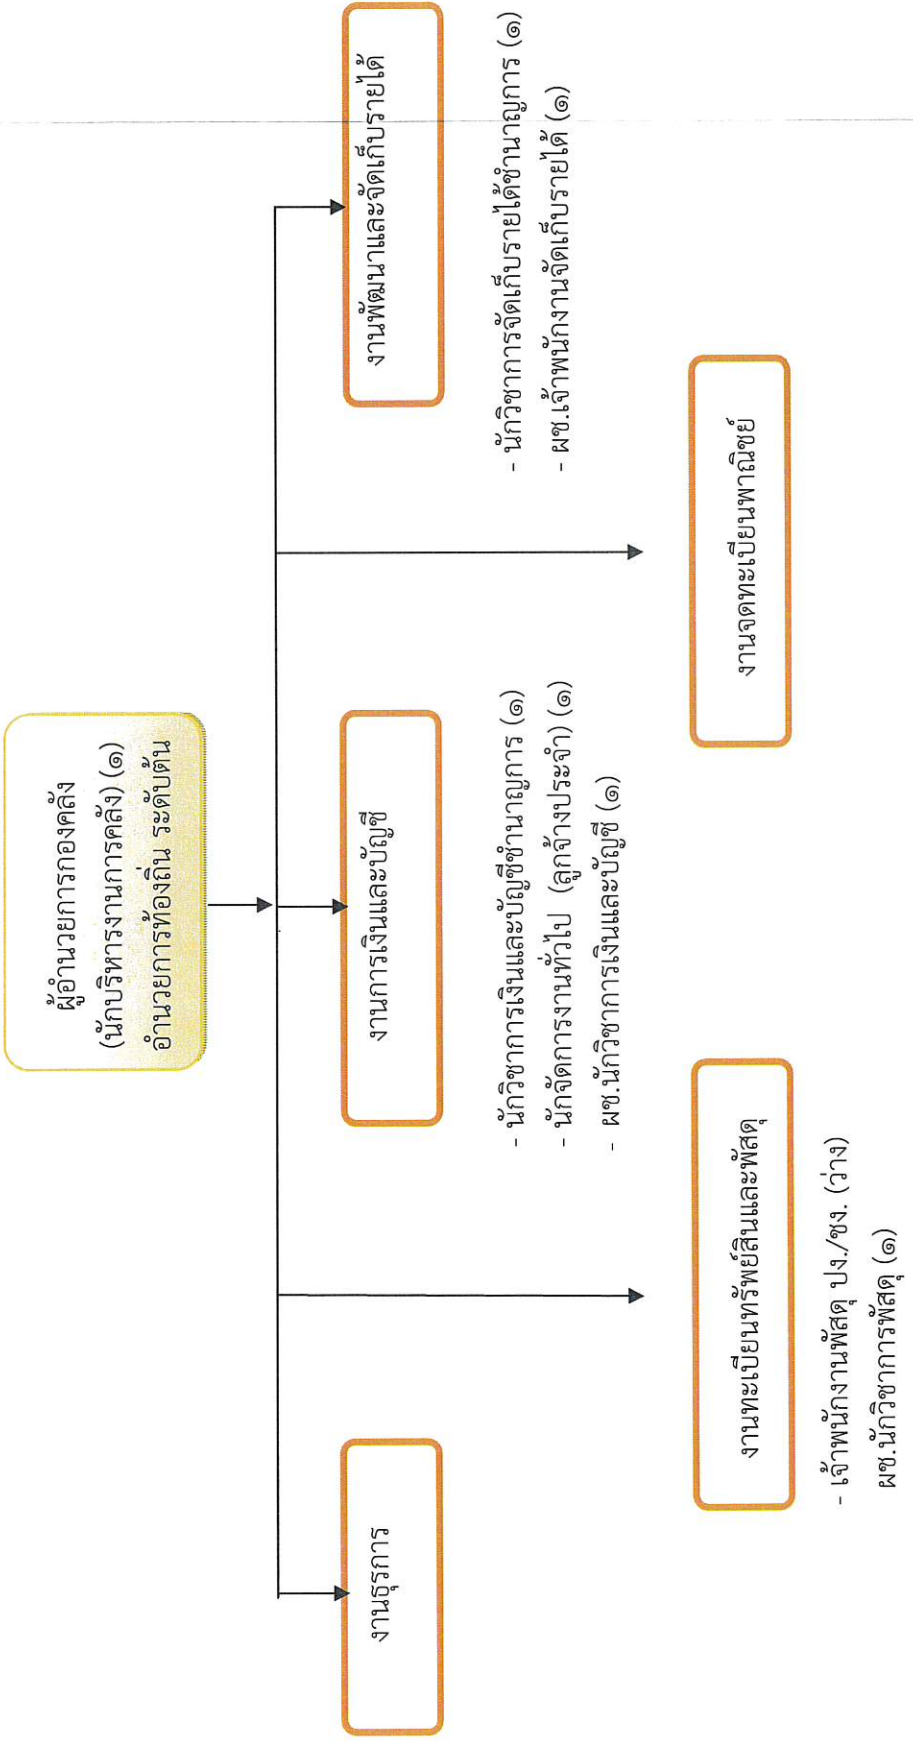 ผู้อำนวยการกองคลัง
(นักบริหารงานการคลัง) (๑)
อำนวยการท้องถิ่น ระดับต้น
งานธุรการ
งานการเงินและบัญชี
- นักวิชาการเงินและบัญชีชำนาญการ (๑)
- นักจัดการงานทั่วไป (ลูกจ้างประจำ) (๑)
- ผช.นักวิชาการเงินและบัญชี (๑)
งานพัฒนาและจัดเก็บรายได้
- นักวิชาการจัดเก็บรายได้ชำนาญการ (๑)
- ผช.เจ้าพนักงานจัดเก็บรายได้ (๑)
งานทะเบียนทรัพย์สินและพัสดุ
- เจ้าพนักงานพัสดุ ปง./ชง. (ว่าง)
ผช.นักวิชาการพัสดุ (๑)
งานจดทะเบียนพาณิชย์